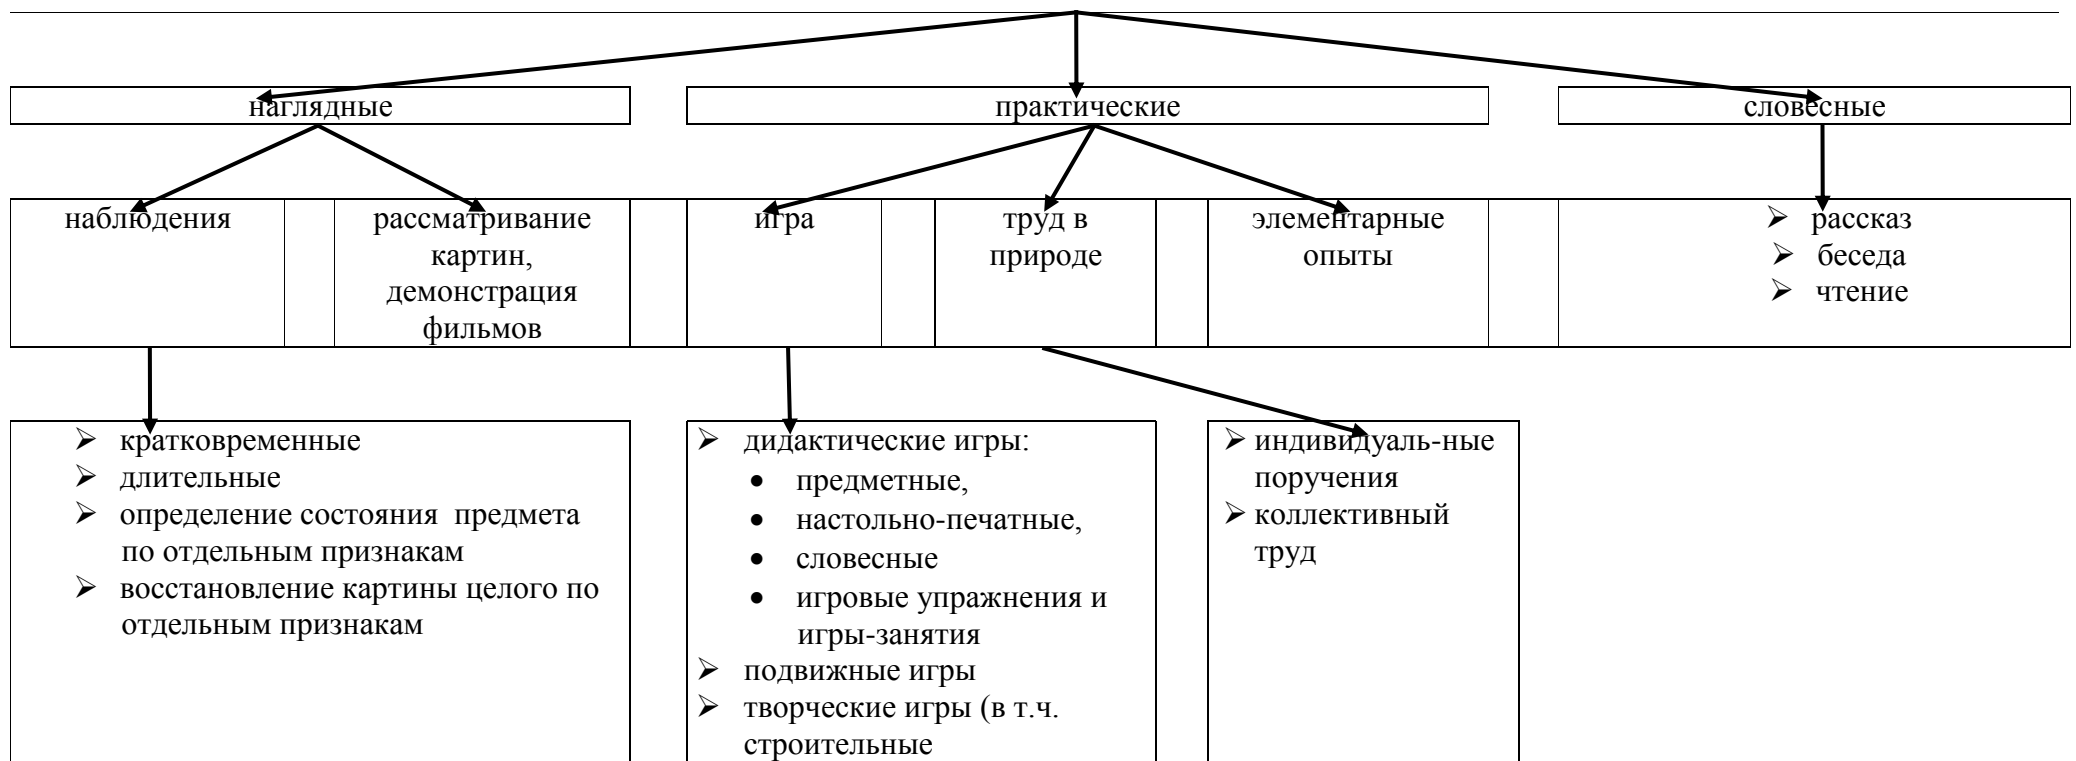 наглядные
практические
словесные
наблюдения
рассматривание
картин,
демонстрация
фильмов
игра
труд в
природе
элементарные
опыты
➢ рассказ
➢ беседа
➢ чтение
➢ кратковременные
➢ длительные
➢ определение состояния предмета
по отдельным признакам
➢ восстановление картины целого по
отдельным признакам
➢ дидактические игры:
• предметные,
• настольно-печатные,
• словесные
• игровые упражнения и
игры-занятия
➢ подвижные игры
➢ творческие игры (в т.ч.
строительные
➢ индивидуаль-ные
поручения
➢ коллективный
труд